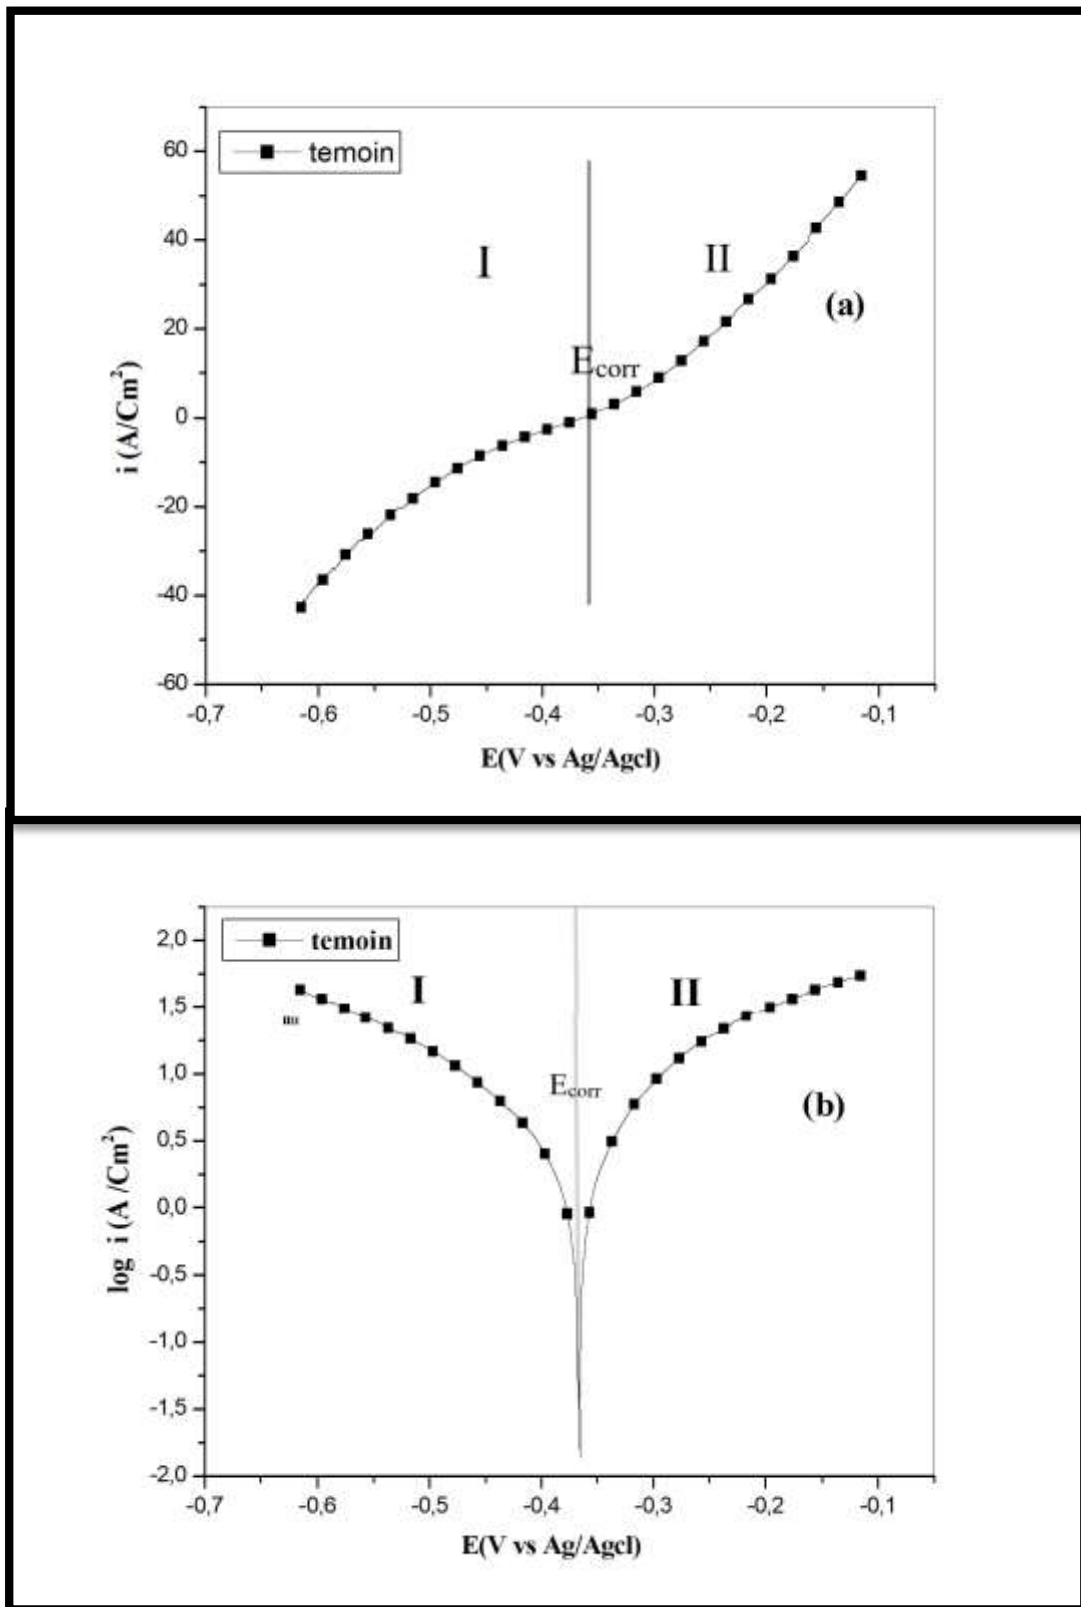 temoin
60
I
II
40
(a)
20
E_corr
0
-20
-40
-60
i (A/Cm²)
-0,7 -0,6 -0,5 -0,4 -0,3 -0,2 -0,1
E(V vs Ag/Agcl)
temoin
2,0
I
II
1,5
1,0
E_corr
(b)
0,5
0,0
-0,5
-1,0
-1,5
-2,0
log i (A /Cm²)
-0,7 -0,6 -0,5 -0,4 -0,3 -0,2 -0,1
E(V vs Ag/Agcl)